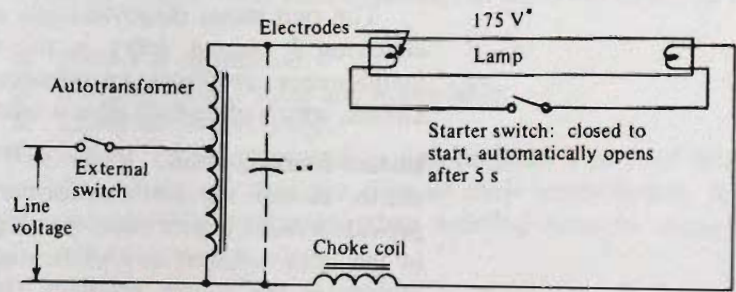 Electrodes
175 V*
Lamp
Autotransformer
Starter switch: closed to
start, automatically opens
after 5 s
External
switch
**
Line
voltage
Choke coil